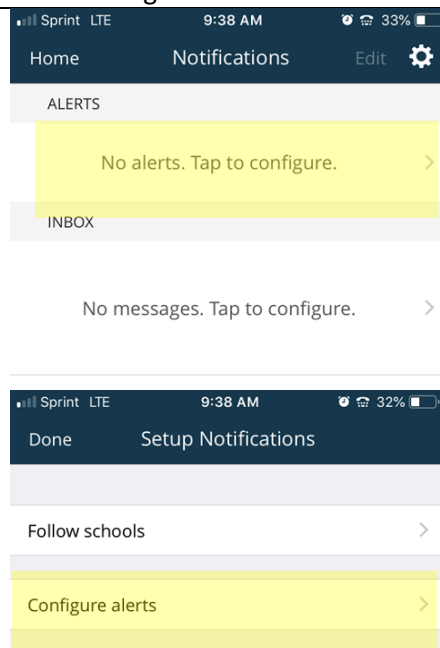 Sprint LTE 9:38 AM 33%
Home Notifications Edit
ALERTS
No alerts. Tap to configure.
INBOX
No messages. Tap to configure.
Sprint LTE 9:38 AM 32%
Done Setup Notifications
Follow schools
Configure alerts